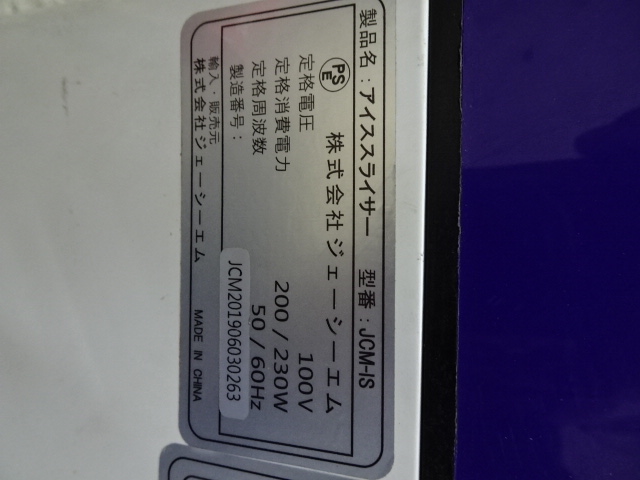 製品名：アイススライサー 型番：JCM-IS
PSE 株式会社ジェーシーエム
定格電圧 100V
定格消費電力 200/230W
定格周波数 50/60Hz
製造番号： JCM201906030263
輸入・販売元
株式会社ジェーシーエム MADE IN CHINA